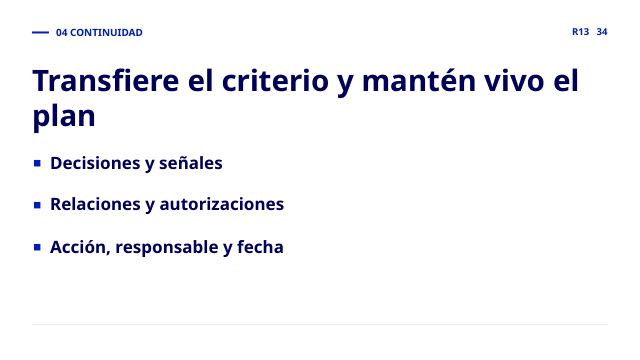 04 CONTINUIDAD
R13 34
Transfiere el criterio y mantén vivo el
plan
Decisiones y señales
Relaciones y autorizaciones
Acción, responsable y fecha